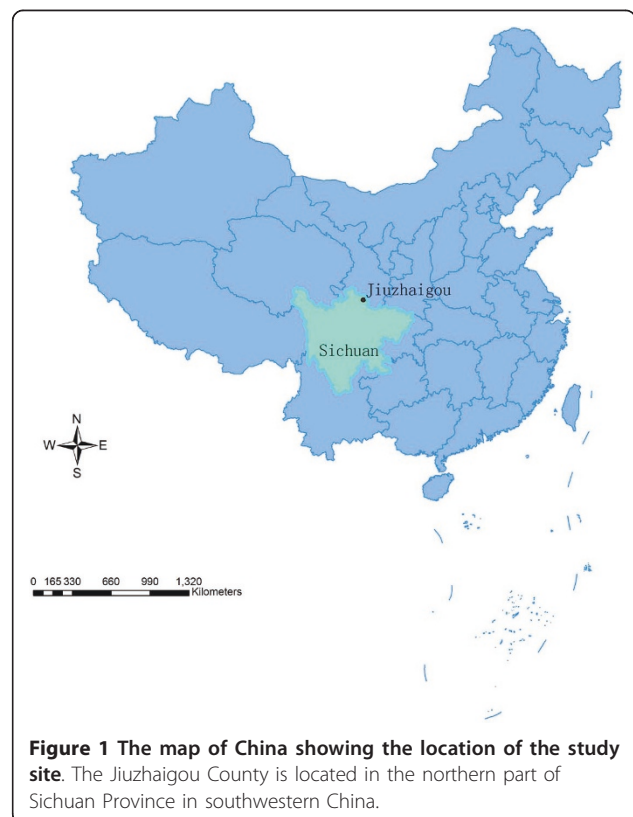 Jiuzhaigou
Sichuan
N
W E
S
0 165 330 660 990 1,320
Kilometers
Figure 1 The map of China showing the location of the study
site. The Jiuzhaigou County is located in the northern part of
Sichuan Province in southwestern China.